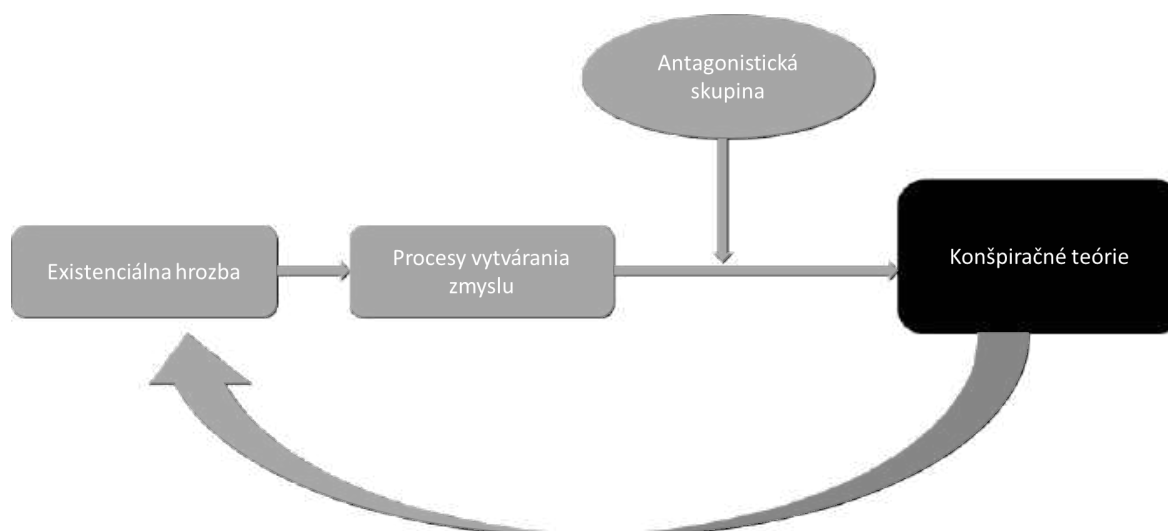 Antagonistická
skupina
Existenciálna hrozba
Procesy vytvárania
zmyslu
Konšpiračné teórie